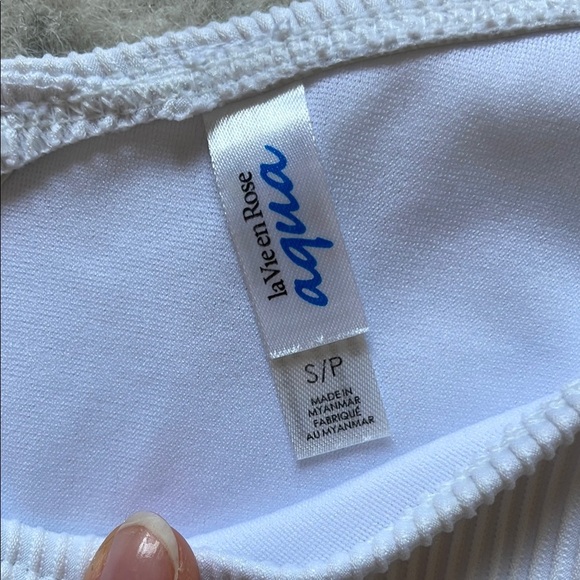 la Vie en Rose
aqua
S/P
MADE IN
MYANMAR
FABRIQUÉ
AU MYANMAR